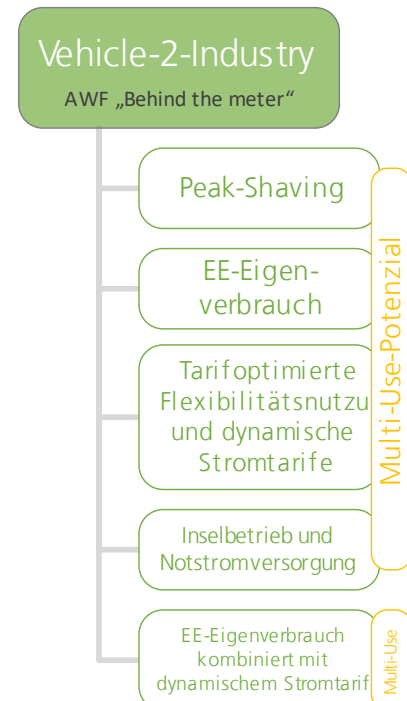 Vehicle-2-Industry
AWF „Behind the meter“
Peak-Shaving
EE-Eigen-
verbrauch
Tarifoptimierte
Flexibilitätsnutzu
und dynamische
Stromtarife
Inselbetrieb und
Notstromversorgung
EE-Eigenverbrauch
kombiniert mit
dynamischem Stromtarif
Multi-Use-Potenzial
Multi-Use